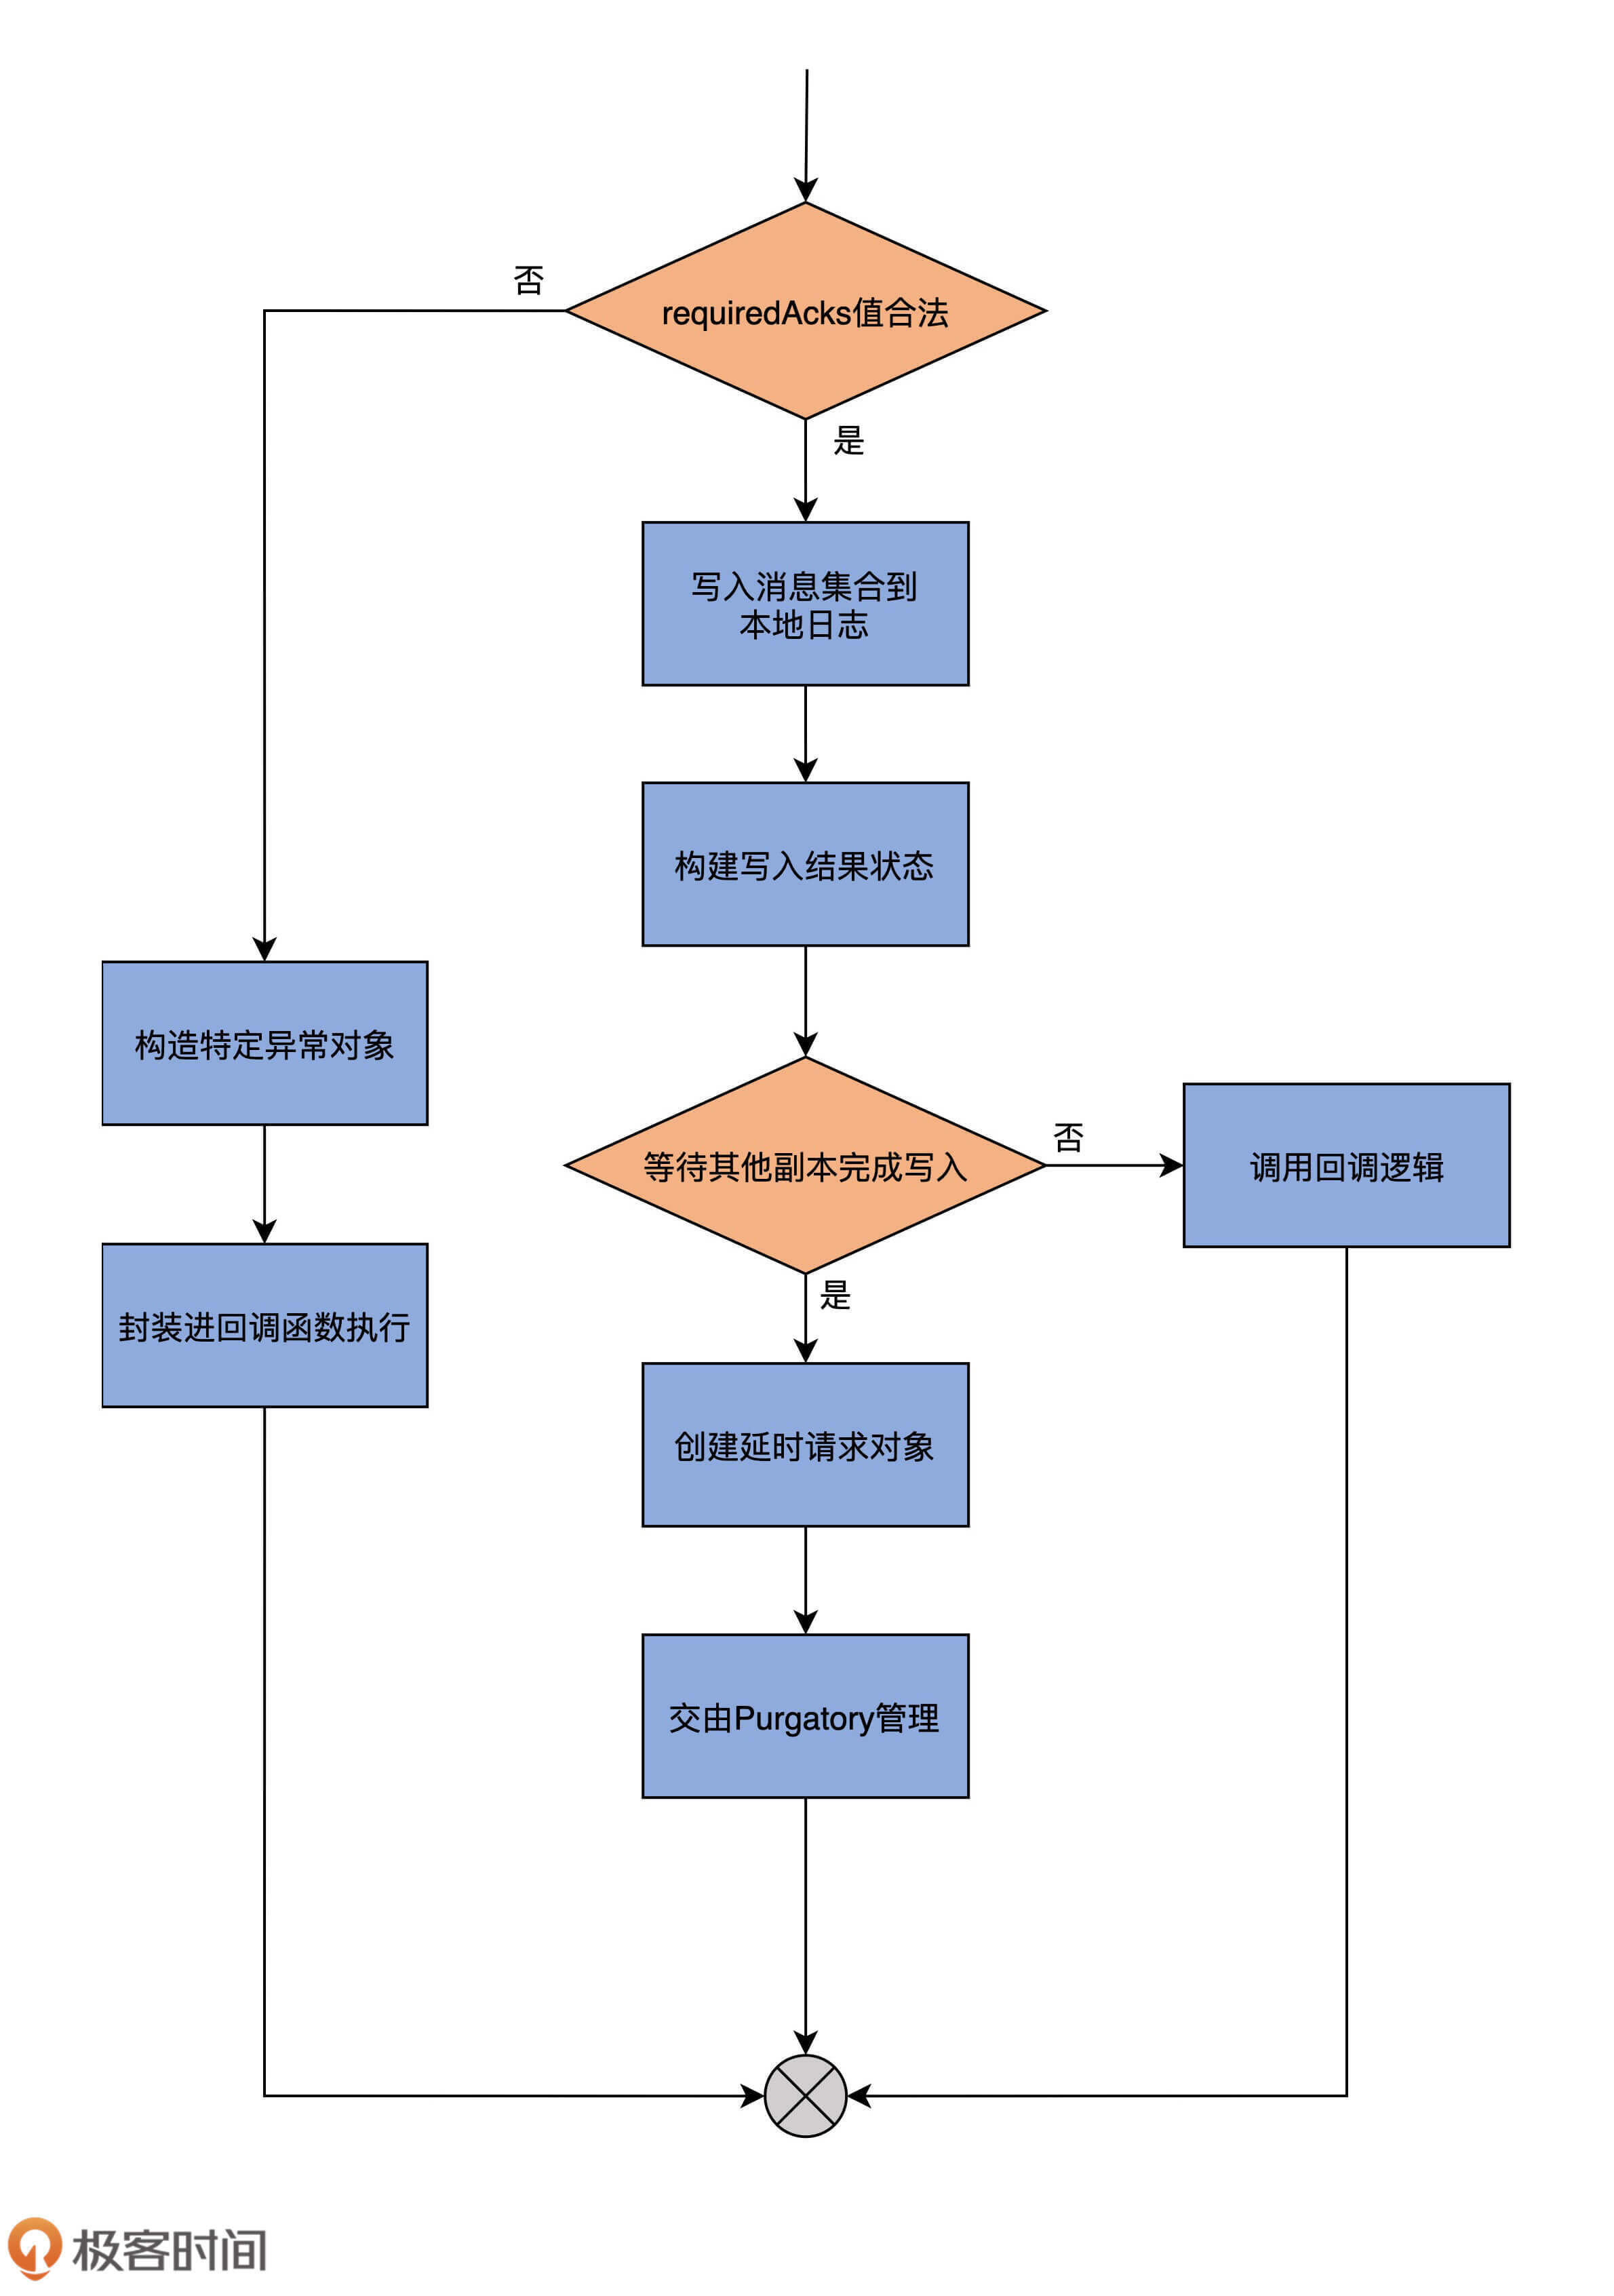 requiredAcks值合法
否
是
写入消息集合到
本地日志
构建写入结果状态
构造特定异常对象
等待其他副本完成写入
否
调用回调逻辑
是
封装进回调函数执行
创建延时请求对象
交由Purgatory管理
极客时间